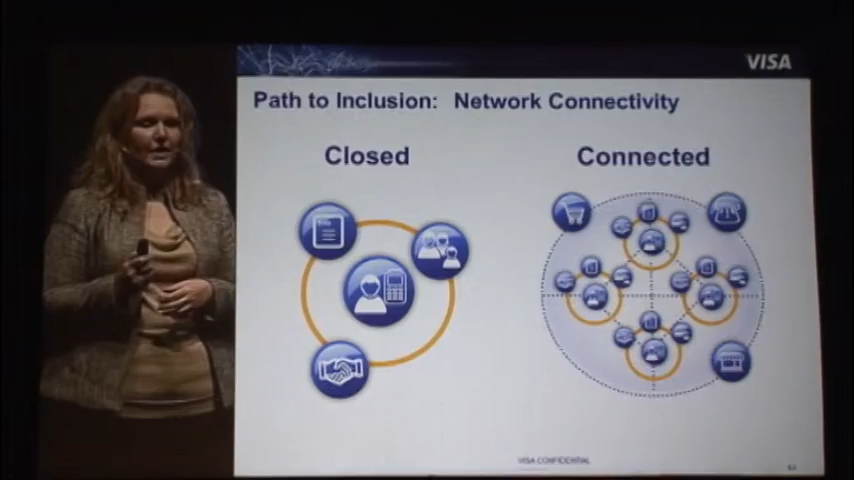 VISA
Path to Inclusion: Network Connectivity
Closed
Connected
VISA CONFIDENTIAL